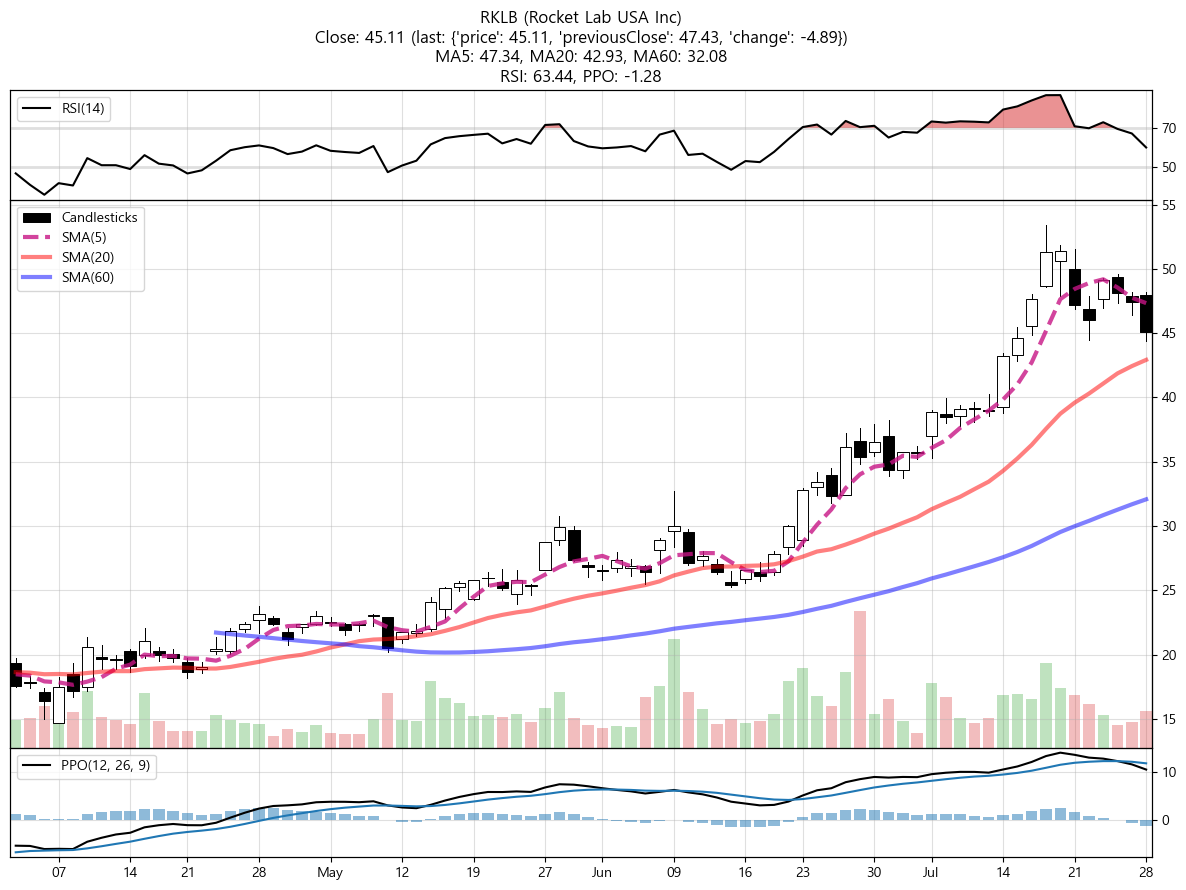 RKLB (Rocket Lab USA Inc)
Close: 45.11 (last: {'price': 45.11, 'previousClose': 47.43, 'change': -4.89})
MA5: 47.34, MA20: 42.93, MA60: 32.08
RSI: 63.44, PPO: -1.28
RSI(14)
70
50
Candlesticks
SMA(5)
SMA(20)
SMA(60)
55
50
45
40
35
30
25
20
15
PPO(12, 26, 9)
10
0
07 14 21 28 May 12 19 27 Jun 09 16 23 Jul 14 21 28